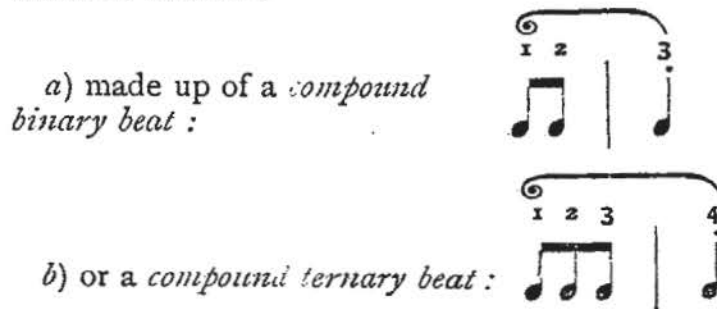 1 2 3
a) made up of a compound
binary beat :
1 2 3 4
b) or a compound ternary beat :